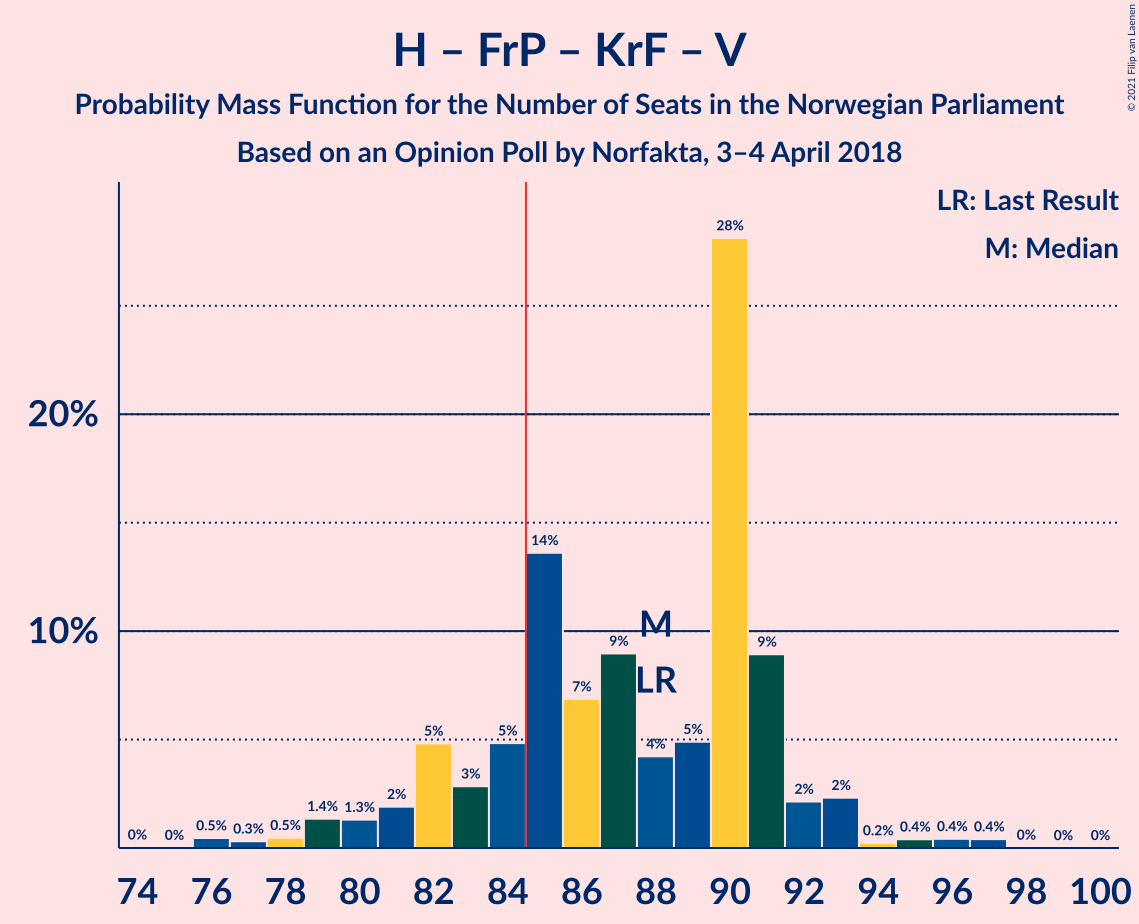 H – FrP – KrF – V
Probability Mass Function for the Number of Seats in the Norwegian Parliament
Based on an Opinion Poll by Norfakta, 3–4 April 2018
© 2021 Filip van Laenen
LR: Last Result
M: Median
20%
10%
0% 0% 0.5% 0.3% 0.5% 1.4% 1.3% 2% 5% 3% 5% 14% 7% 9% 4% 5% 28% 9% 2% 2% 0.2% 0.4% 0.4% 0.4% 0% 0% 0%
M
LR
74 76 78 80 82 84 86 88 90 92 94 96 98 100